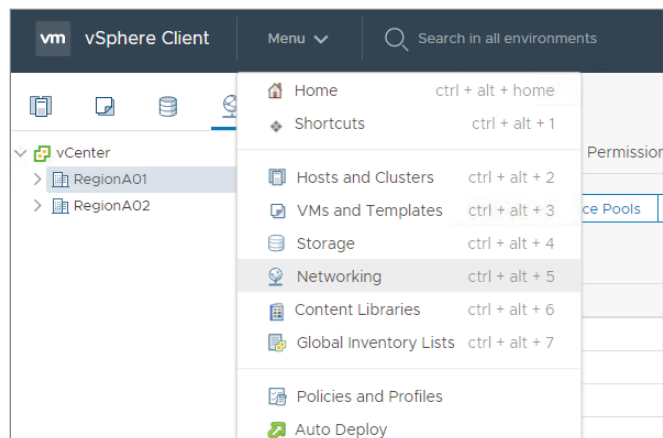 vm vSphere Client Menu Search in all environments
Home ctrl + alt + home
Shortcuts ctrl + alt + 1
vCenter
Permission
RegionA01
Hosts and Clusters ctrl + alt + 2
RegionA02
VMs and Templates ctrl + alt + 3
ce Pools
Storage ctrl + alt + 4
Networking ctrl + alt + 5
Content Libraries ctrl + alt + 6
Global Inventory Lists ctrl + alt + 7
Policies and Profiles
Auto Deploy